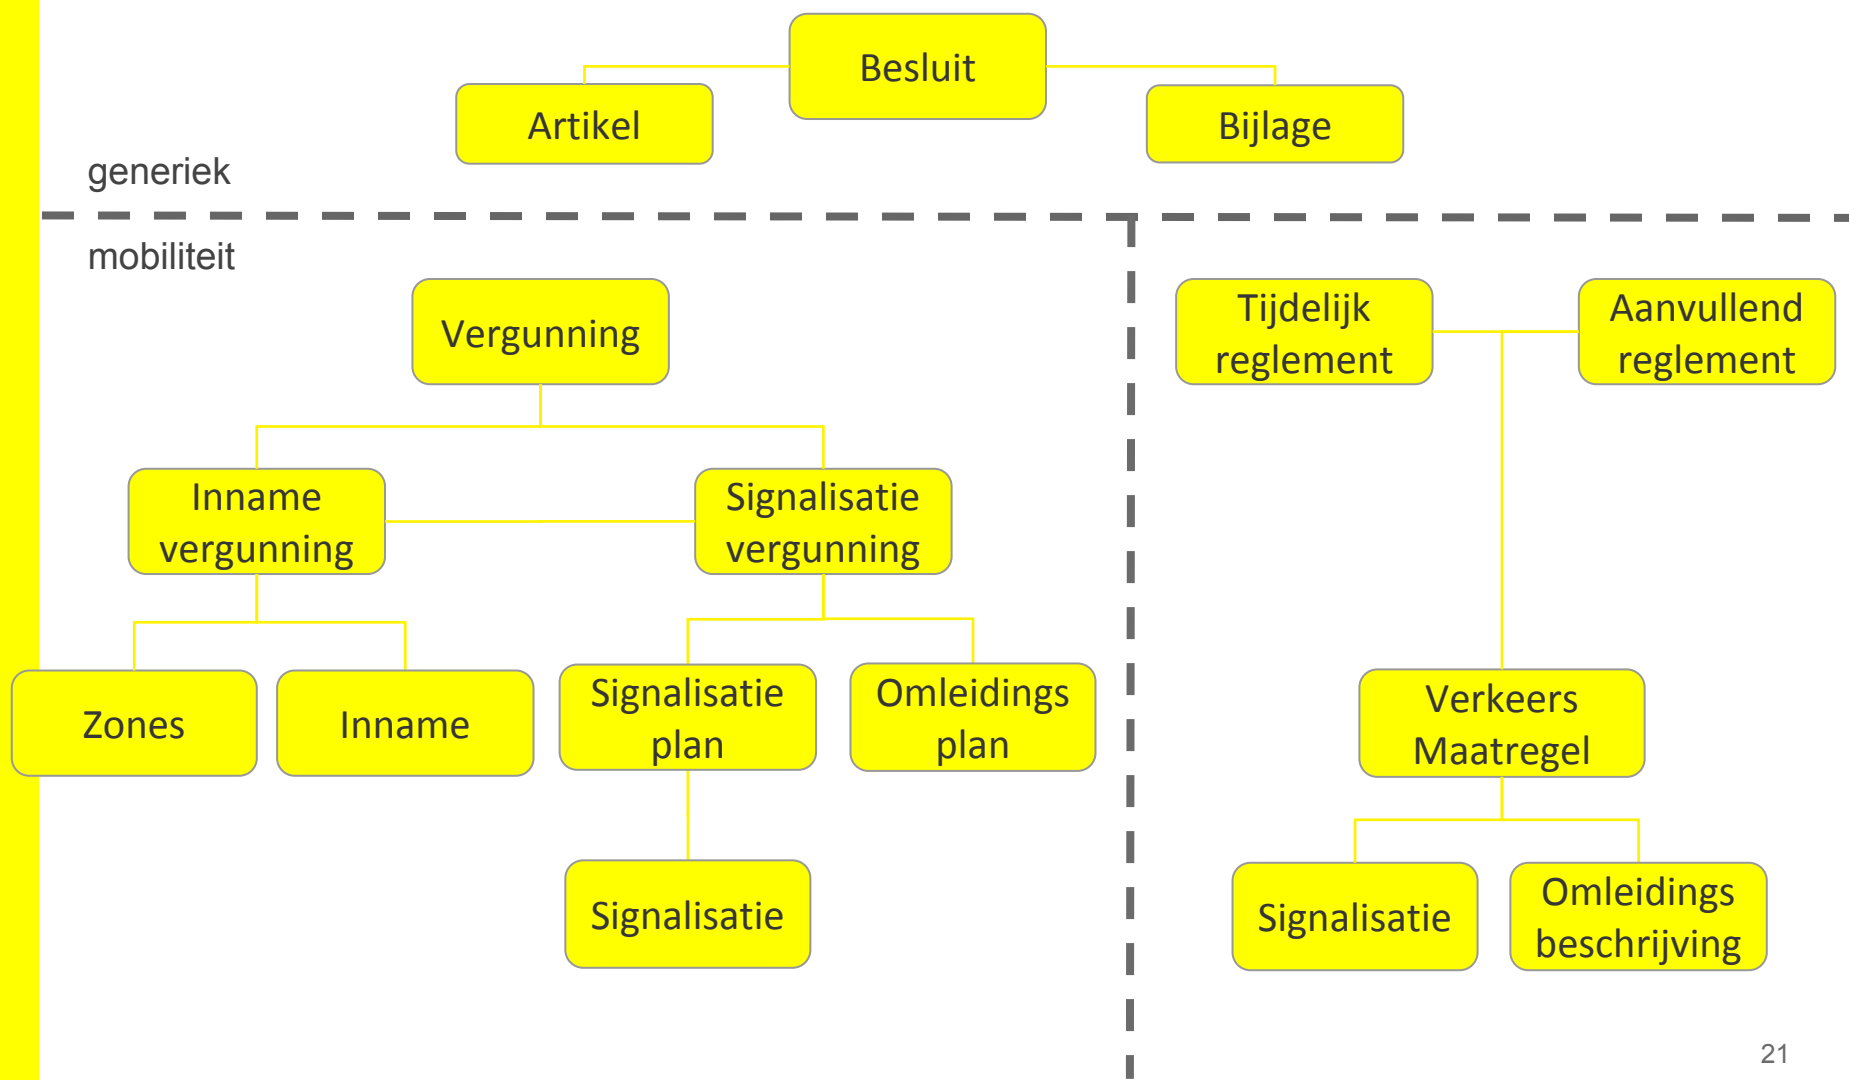 Besluit
Artikel
Bijlage
generiek
mobiliteit
Vergunning
Tijdelijk
reglement
Aanvullend
reglement
Inname
vergunning
Signalisatie
vergunning
Zones
Inname
Signalisatie
plan
Omleidings
plan
Verkeers
Maatregel
Signalisatie
Signalisatie
Omleidings
beschrijving
21